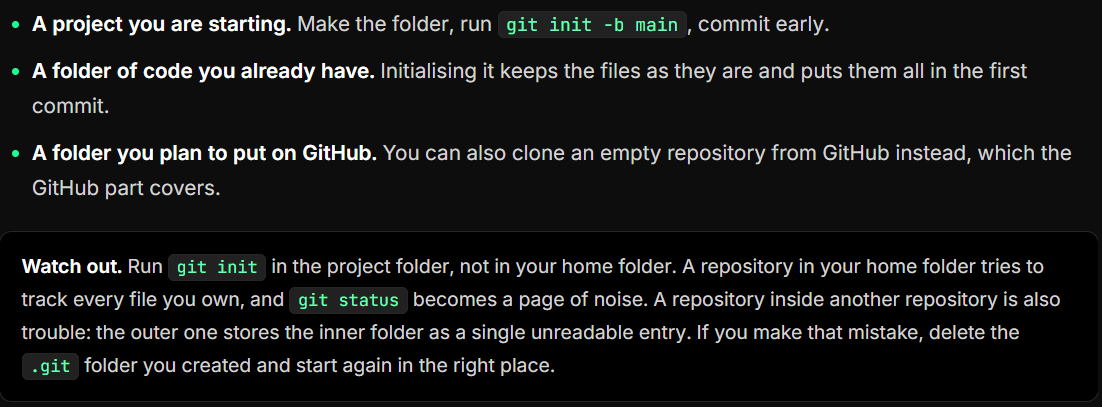 A project you are starting. Make the folder, run git init -b main, commit early.
A folder of code you already have. Initialising it keeps the files as they are and puts them all in the first
commit.
A folder you plan to put on GitHub. You can also clone an empty repository from GitHub instead, which the
GitHub part covers.
Watch out. Run git init in the project folder, not in your home folder. A repository in your home folder tries to
track every file you own, and git status becomes a page of noise. A repository inside another repository is also
trouble: the outer one stores the inner folder as a single unreadable entry. If you make that mistake, delete the
.git folder you created and start again in the right place.